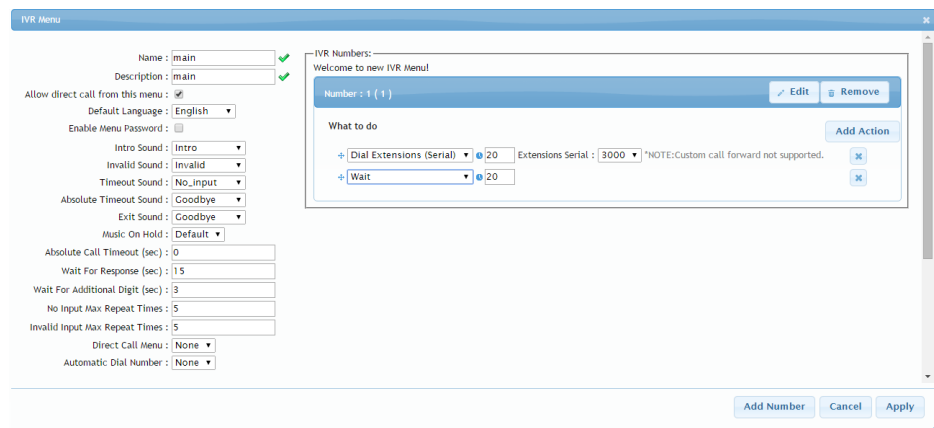 IVR Menu
Name : main
Description : main
Allow direct call from this menu :
Default Language : English
Enable Menu Password :
Intro Sound : Intro
Invalid Sound : Invalid
Timeout Sound : No_input
Absolute Timeout Sound : Goodbye
Exit Sound : Goodbye
Music On Hold : Default
Absolute Call Timeout (sec) : 0
Wait For Response (sec) : 15
Wait For Additional Digit (sec) : 3
No Input Max Repeat Times : 5
Invalid Input Max Repeat Times : 5
Direct Call Menu : None
Automatic Dial Number : None
IVR Numbers:
Welcome to new IVR Menu!
Number : 1 ( 1 )
Edit
Remove
What to do
Add Action
Dial Extensions (Serial) 20 Extensions Serial : 3000 *NOTE:Custom call forward not supported.
Wait 20
Add Number
Cancel
Apply